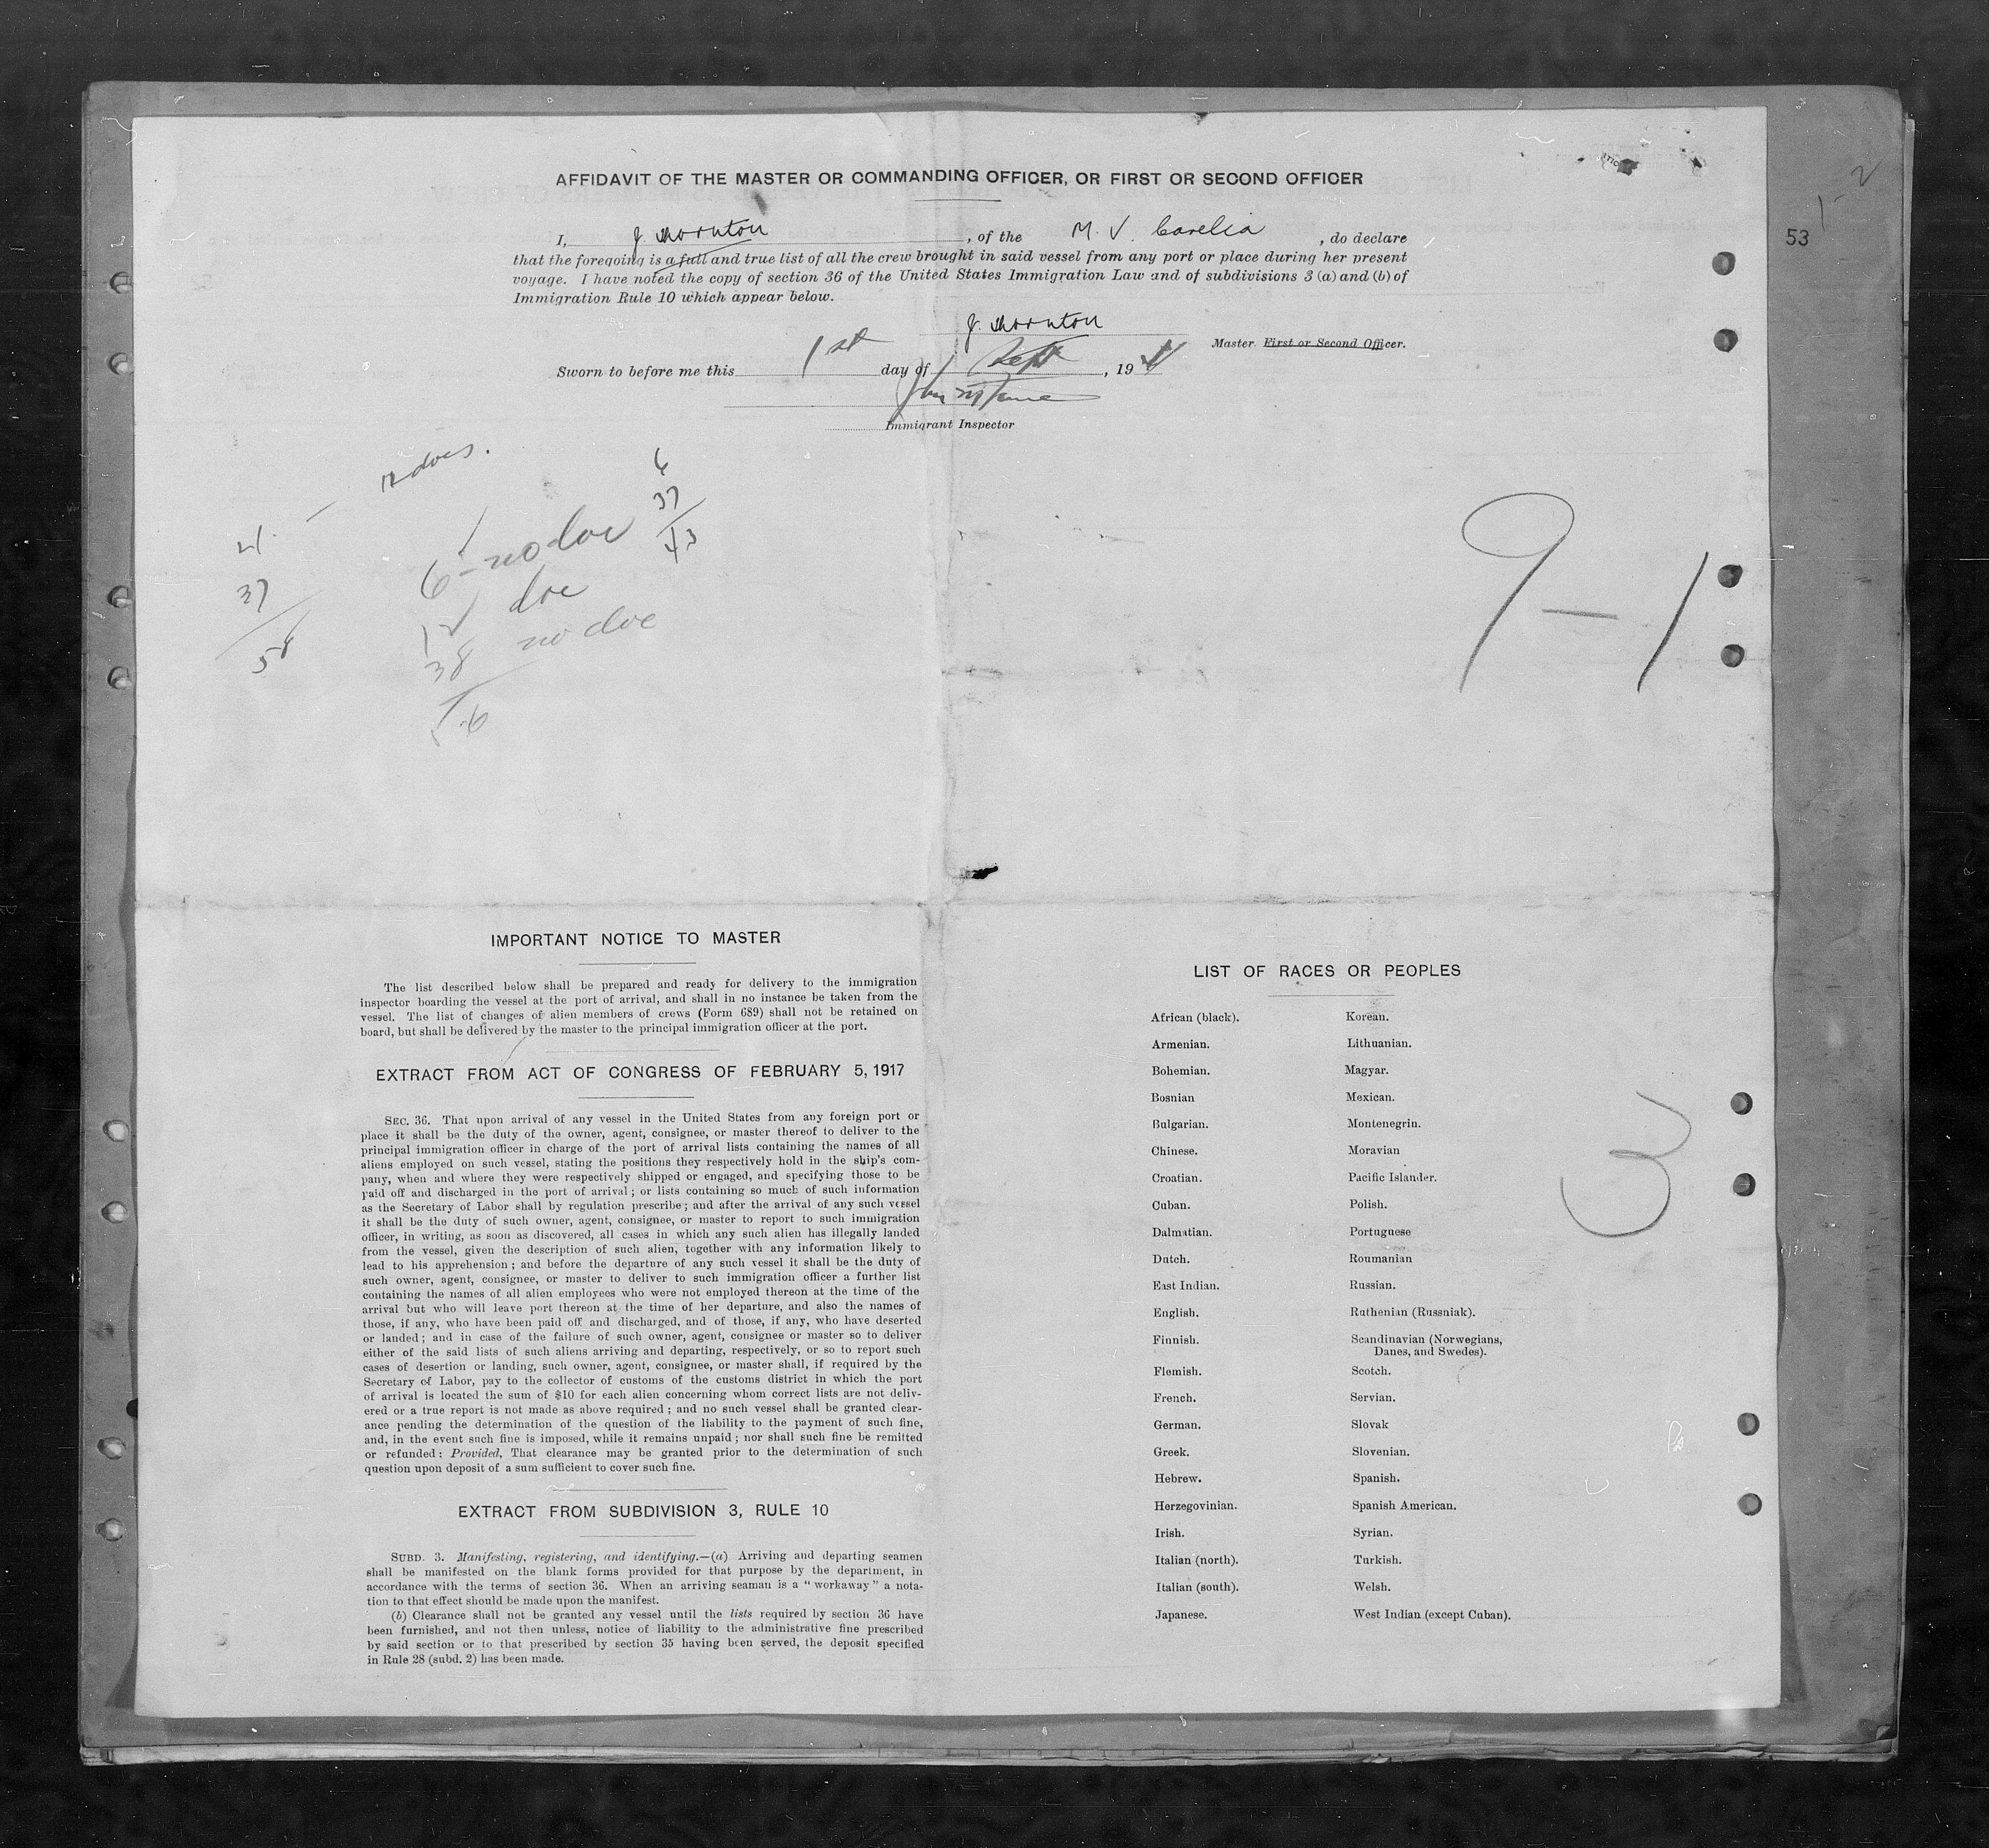 AFFIDAVIT OF THE MASTER OR COMMANDING OFFICER, OR FIRST OR SECOND OFFICER
I, J. Thornton, of the M. V. Carelia, do declare
that the foregoing is a full and true list of all the crew brought in said vessel from any port or place during her present
voyage. I have noted the copy of section 36 of the United States Immigration Law and of subdivisions 3 (a) and (b) of
Immigration Rule 10 which appear below.
J. Thornton
Master First or Second Officer.
Sworn to before me this 1st day of Sept, 19
Immigrant Inspector
53
21
37
58
6
37
43
6 - no doc
12 doc
38 no doc
56
9-1
3
IMPORTANT NOTICE TO MASTER
The list described below shall be prepared and ready for delivery to the immigration
inspector boarding the vessel at the port of arrival, and shall in no instance be taken from the
vessel. The list of changes of alien members of crews (Form 689) shall not be retained on
board, but shall be delivered by the master to the principal immigration officer at the port.
EXTRACT FROM ACT OF CONGRESS OF FEBRUARY 5, 1917
SEC. 36. That upon arrival of any vessel in the United States from any foreign port or
place it shall be the duty of the owner, agent, consignee, or master thereof to deliver to the
principal immigration officer in charge of the port of arrival lists containing the names of all
aliens employed on such vessel, stating the positions they respectively hold in the ship's com-
pany, when and where they were respectively shipped or engaged, and specifying those to be
paid off and discharged in the port of arrival; or lists containing so much of such information
as the Secretary of Labor shall by regulation prescribe; and after the arrival of any such vessel
it shall be the duty of such owner, agent, consignee, or master to report to such immigration
officer, in writing, as soon as discovered, all cases in which any such alien has illegally landed
from the vessel, given the description of such alien, together with any information likely to
lead to his apprehension; and before the departure of any such vessel it shall be the duty of
such owner, agent, consignee, or master to deliver to such immigration officer a further list
containing the names of all alien employees who were not employed thereon at the time of the
arrival but who will leave port thereon at the time of her departure, and also the names of
those, if any, who have been paid off and discharged, and of those, if any, who have deserted
or landed; and in case of the failure of such owner, agent, consignee or master so to deliver
either of the said lists of such aliens arriving and departing, respectively, or so to report such
cases of desertion or landing, such owner, agent, consignee, or master shall, if required by the
Secretary of Labor, pay to the collector of customs of the customs district in which the port
of arrival is located the sum of $10 for each alien concerning whom correct lists are not deliv-
ered or a true report is not made as above required; and no such vessel shall be granted clear-
ance pending the determination of the question of the liability to the payment of such fine,
and, in the event such fine is imposed, while it remains unpaid; nor shall such fine be remitted
or refunded: Provided, That clearance may be granted prior to the determination of such
question upon deposit of a sum sufficient to cover such fine.
EXTRACT FROM SUBDIVISION 3, RULE 10
SUBD. 3. Manifesting, registering, and identifying.—(a) Arriving and departing seamen
shall be manifested on the blank forms provided for that purpose by the department, in
accordance with the terms of section 36. When an arriving seaman is a "workaway" a nota-
tion to that effect should be made upon the manifest.
(b) Clearance shall not be granted any vessel until the lists required by section 36 have
been furnished, and not then unless, notice of liability to the administrative fine prescribed
by said section or to that prescribed by section 35 having been served, the deposit specified
in Rule 28 (subd. 2) has been made.
LIST OF RACES OR PEOPLES
African (black). Korean.
Armenian. Lithuanian.
Bohemian. Magyar.
Bosnian Mexican.
Bulgarian. Montenegrin.
Chinese. Moravian
Croatian. Pacific Islander.
Cuban. Polish.
Dalmatian. Portuguese
Dutch. Roumanian
East Indian. Russian.
English. Ruthenian (Russniak).
Finnish. Scandinavian (Norwegians,
Danes, and Swedes).
Flemish. Scotch.
French. Servian.
German. Slovak
Greek. Slovenian.
Hebrew. Spanish.
Herzegovinian. Spanish American.
Irish. Syrian.
Italian (north). Turkish.
Italian (south). Welsh.
Japanese. West Indian (except Cuban).